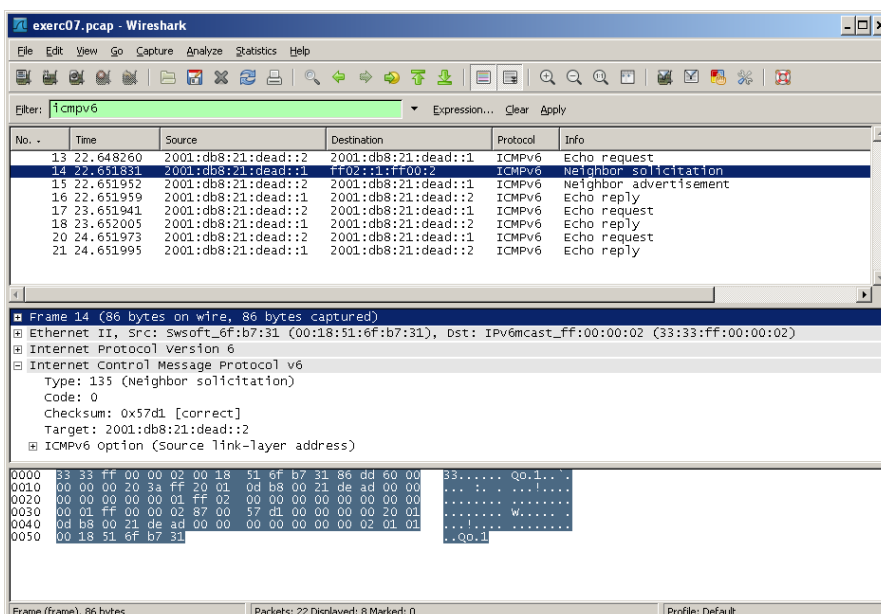 exerc07.pcap - Wireshark
File Edit View Go Capture Analyze Statistics Help
Filter: icmpv6 Expression... Clear Apply
No. . Time Source Destination Protocol Info
13 22.648260 2001:db8:21:dead::2 2001:db8:21:dead::1 ICMPv6 Echo request
14 22.651831 2001:db8:21:dead::1 ff02::1:ff00:2 ICMPv6 Neighbor solicitation
15 22.651952 2001:db8:21:dead::2 2001:db8:21:dead::1 ICMPv6 Neighbor advertisement
16 22.651959 2001:db8:21:dead::1 2001:db8:21:dead::2 ICMPv6 Echo reply
17 23.651941 2001:db8:21:dead::2 2001:db8:21:dead::1 ICMPv6 Echo request
18 23.652005 2001:db8:21:dead::1 2001:db8:21:dead::2 ICMPv6 Echo reply
20 24.651973 2001:db8:21:dead::2 2001:db8:21:dead::1 ICMPv6 Echo request
21 24.651995 2001:db8:21:dead::1 2001:db8:21:dead::2 ICMPv6 Echo reply
Frame 14 (86 bytes on wire, 86 bytes captured)
Ethernet II, Src: Swsoft_6f:b7:31 (00:18:51:6f:b7:31), Dst: IPv6mcast_ff:00:00:02 (33:33:ff:00:00:02)
Internet Protocol Version 6
Internet Control Message Protocol v6
Type: 135 (Neighbor solicitation)
Code: 0
Checksum: 0x57d1 [correct]
Target: 2001:db8:21:dead::2
ICMPv6 Option (Source link-layer address)
0000 33 33 ff 00 00 02 00 18 51 6f b7 31 86 dd 60 00 33...... Qo.1..`.
0010 00 00 00 20 3a ff 20 01 0d b8 00 21 de ad 00 00 ... :. . ...!....
0020 00 00 00 00 00 01 ff 02 00 00 00 00 00 00 00 00 ........ ........
0030 00 01 ff 00 00 02 87 00 57 d1 00 00 00 00 20 01 ........ W..... .
0040 0d b8 00 21 de ad 00 00 00 00 00 00 00 02 01 01 ...!.... ........
0050 00 18 51 6f b7 31 ..Qo.1
Frame (frame), 86 bytes Packets: 22 Displayed: 8 Marked: 0 Profile: Default